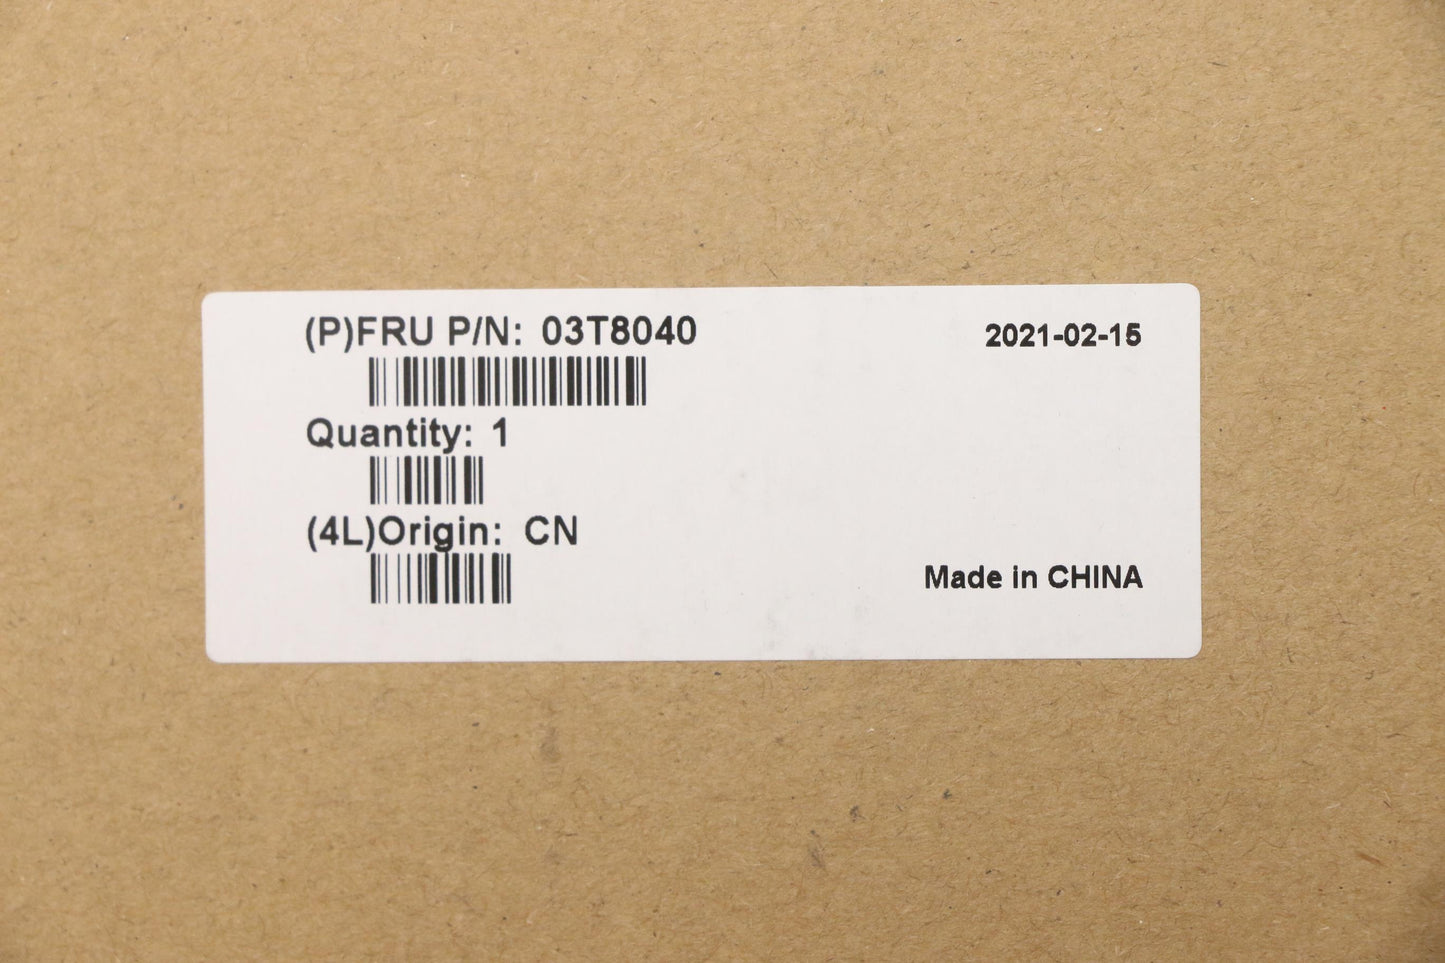 (P)FRU P/N: 03T8040
2021-02-15
Quantity: 1
(4L)Origin: CN
Made in CHINA